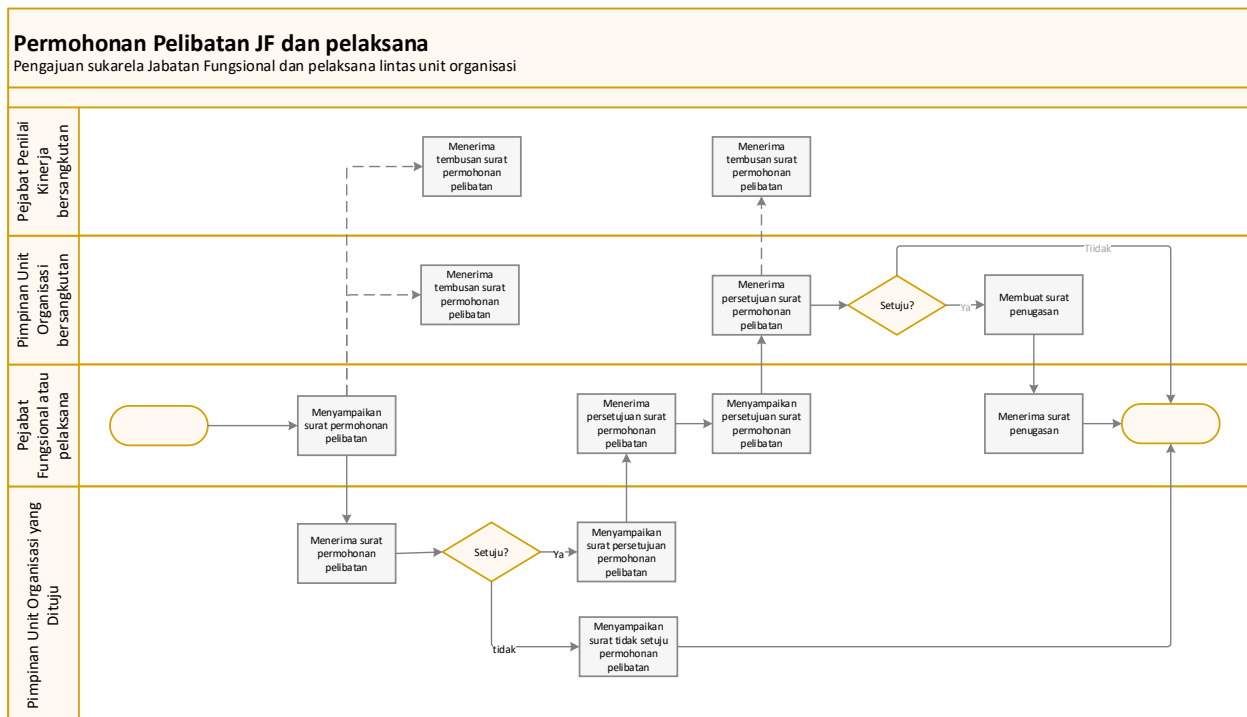 Permohonan Pelibatan JF dan pelaksana
Pengajuan sukarela Jabatan Fungsional dan pelaksana lintas unit organisasi
Pejabat Penilai
Kinerja
bersangkutan
Menerima
tembusan surat
permohonan
pelibatan
Menerima
tembusan surat
permohonan
pelibatan
Pimpinan Unit
Organisasi
bersangkutan
Menerima
tembusan surat
permohonan
pelibatan
Menerima
persetujuan surat
permohonan
pelibatan
Setuju?
Ya
Membuat surat
penugasan
Tiidak
Pejabat
Fungsional atau
pelaksana
Menyampaikan
surat permohonan
pelibatan
Menerima
persetujuan surat
permohonan
pelibatan
Menyampaikan
persetujuan surat
permohonan
pelibatan
Menerima surat
penugasan
Pimpinan Unit Organisasi yang
Dituju
Menerima surat
permohonan
pelibatan
Setuju?
Ya
Menyampaikan
surat persetujuan
permohonan
pelibatan
tidak
Menyampaikan
surat tidak setuju
permohonan
pelibatan